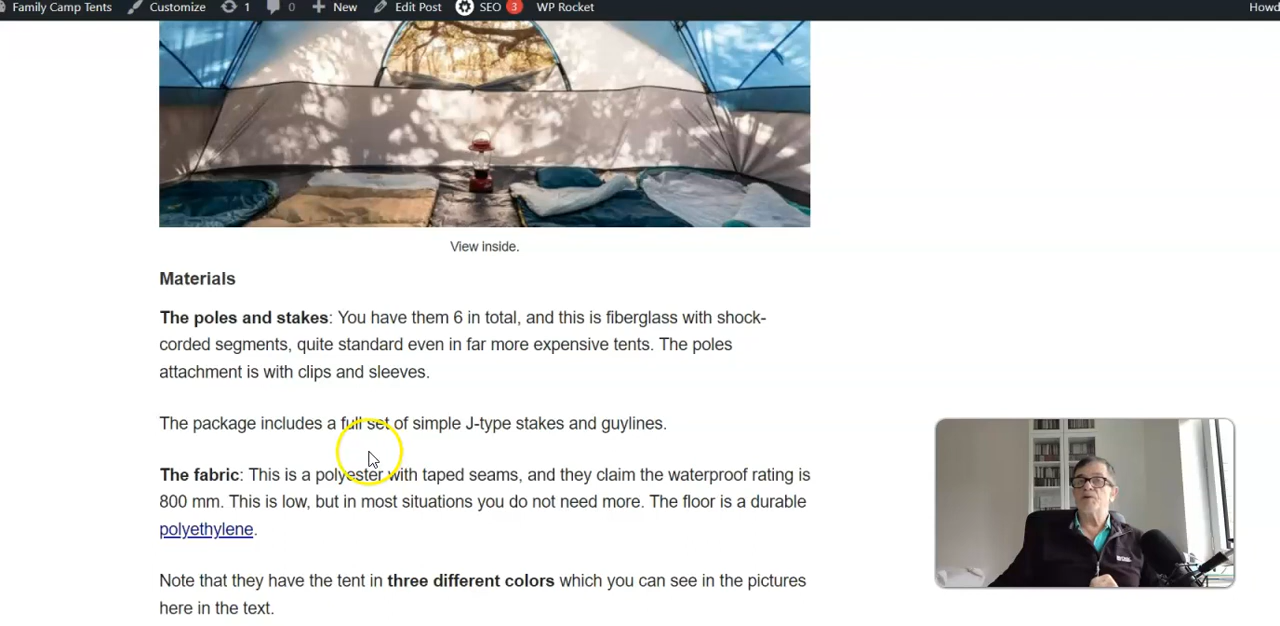 Family Camp Tents Customize 1 0 New Edit Post SEO 3 WP Rocket Howd
View inside.
Materials
The poles and stakes: You have them 6 in total, and this is fiberglass with shock-
corded segments, quite standard even in far more expensive tents. The poles
attachment is with clips and sleeves.
The package includes a full set of simple J-type stakes and guylines.
The fabric: This is a polyester with taped seams, and they claim the waterproof rating is
800 mm. This is low, but in most situations you do not need more. The floor is a durable
polyethylene.
Note that they have the tent in three different colors which you can see in the pictures
here in the text.